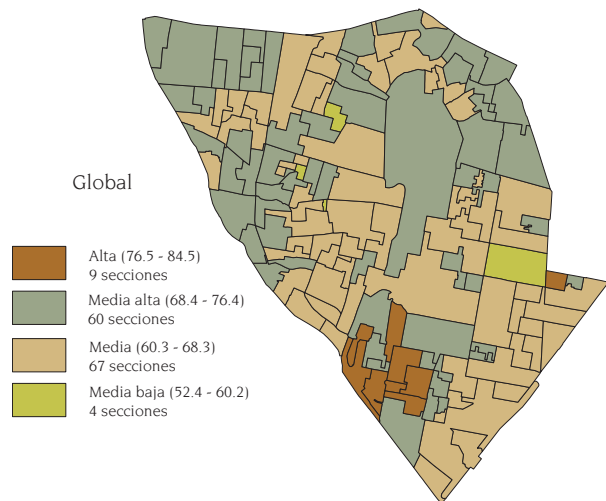 Global
Alta (76.5 - 84.5)
9 secciones
Media alta (68.4 - 76.4)
60 secciones
Media (60.3 - 68.3)
67 secciones
Media baja (52.4 - 60.2)
4 secciones